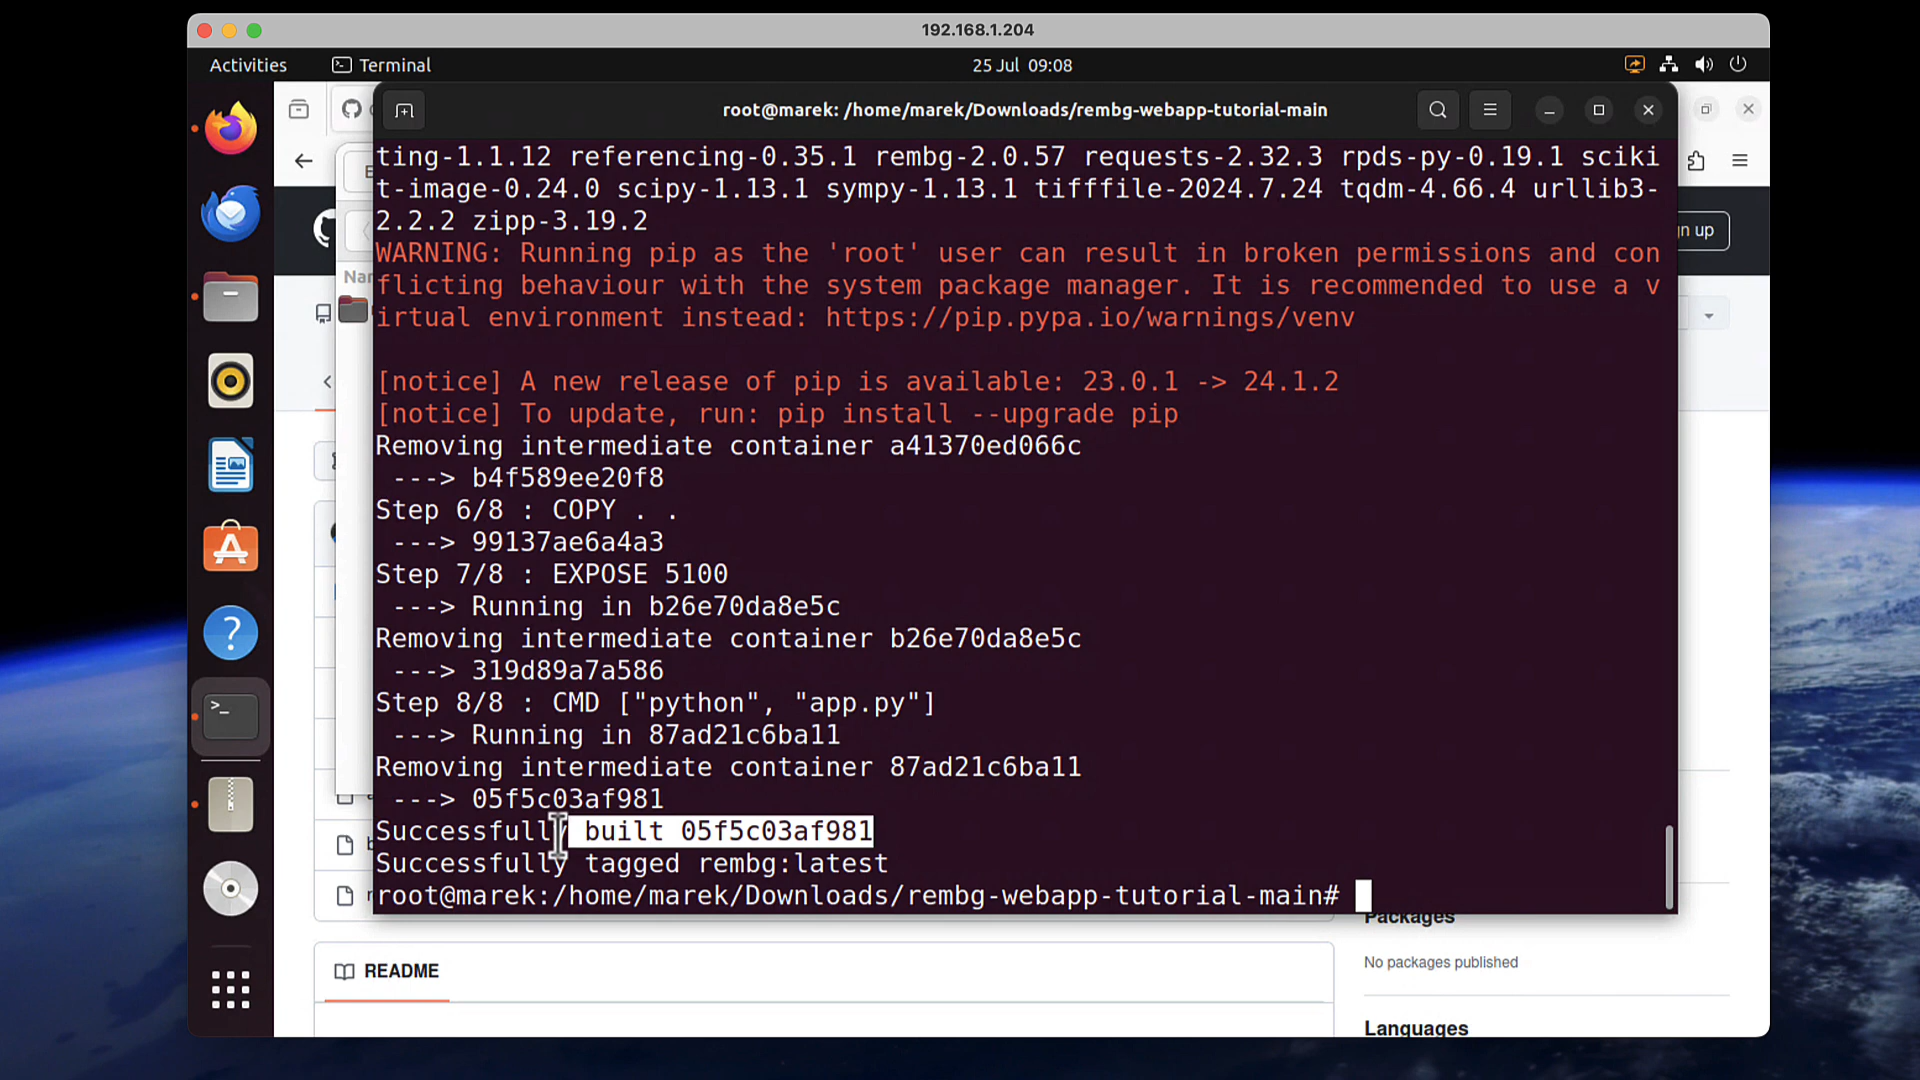 192.168.1.204
Activities
Terminal
25 Jul 09:08
root@marek: /home/marek/Downloads/rembg-webapp-tutorial-main
ting-1.1.12 referencing-0.35.1 rembg-2.0.57 requests-2.32.3 rpds-py-0.19.1 sciki
t-image-0.24.0 scipy-1.13.1 sympy-1.13.1 tifffile-2024.7.24 tqdm-4.66.4 urllib3-
2.2.2 zipp-3.19.2
WARNING: Running pip as the 'root' user can result in broken permissions and con
flicting behaviour with the system package manager. It is recommended to use a v
irtual environment instead: https://pip.pypa.io/warnings/venv
[notice] A new release of pip is available: 23.0.1 -> 24.1.2
[notice] To update, run: pip install --upgrade pip
Removing intermediate container a41370ed066c
---> b4f589ee20f8
Step 6/8 : COPY . .
---> 99137ae6a4a3
Step 7/8 : EXPOSE 5100
---> Running in b26e70da8e5c
Removing intermediate container b26e70da8e5c
---> 319d89a7a586
Step 8/8 : CMD ["python", "app.py"]
---> Running in 87ad21c6ba11
Removing intermediate container 87ad21c6ba11
---> 05f5c03af981
Successfully built 05f5c03af981
Successfully tagged rembg:latest
root@marek:/home/marek/Downloads/rembg-webapp-tutorial-main#
up
Packages
No packages published
README
Languages